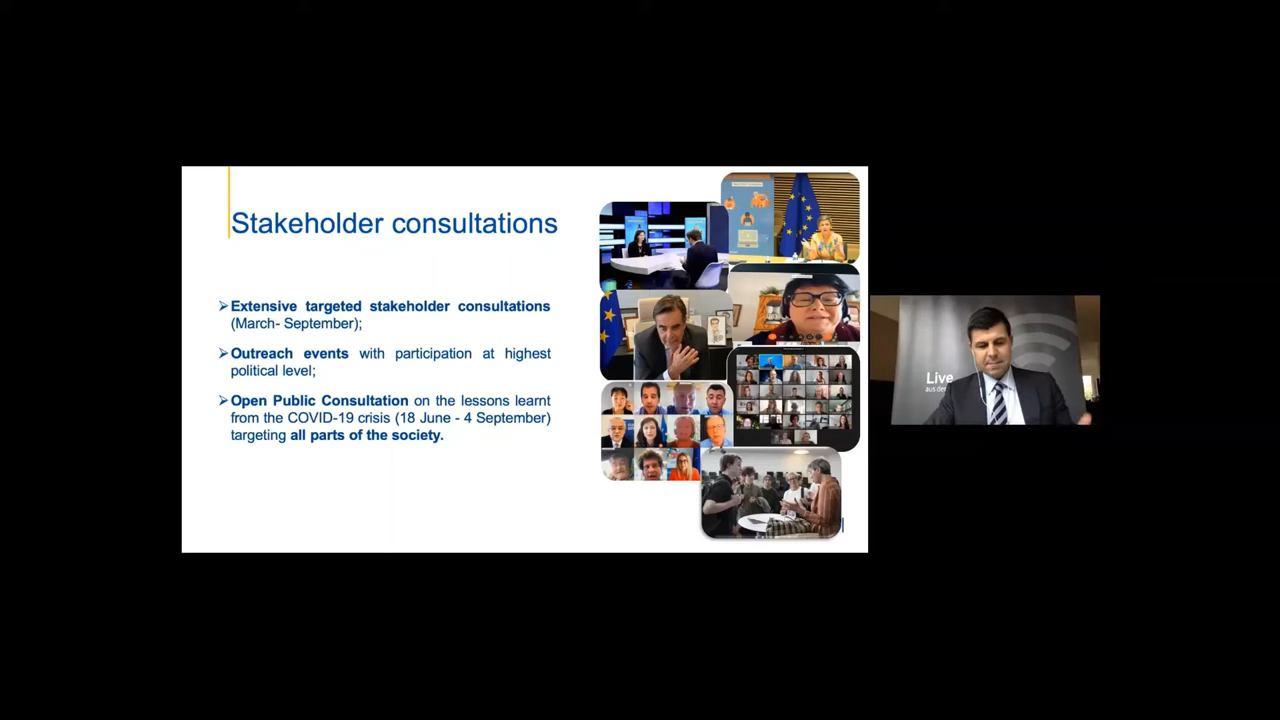 Stakeholder consultations
➢Extensive targeted stakeholder consultations
(March- September);
➢Outreach events with participation at highest
political level;
➢Open Public Consultation on the lessons learnt
from the COVID-19 crisis (18 June - 4 September)
targeting all parts of the society.
Live
aus de